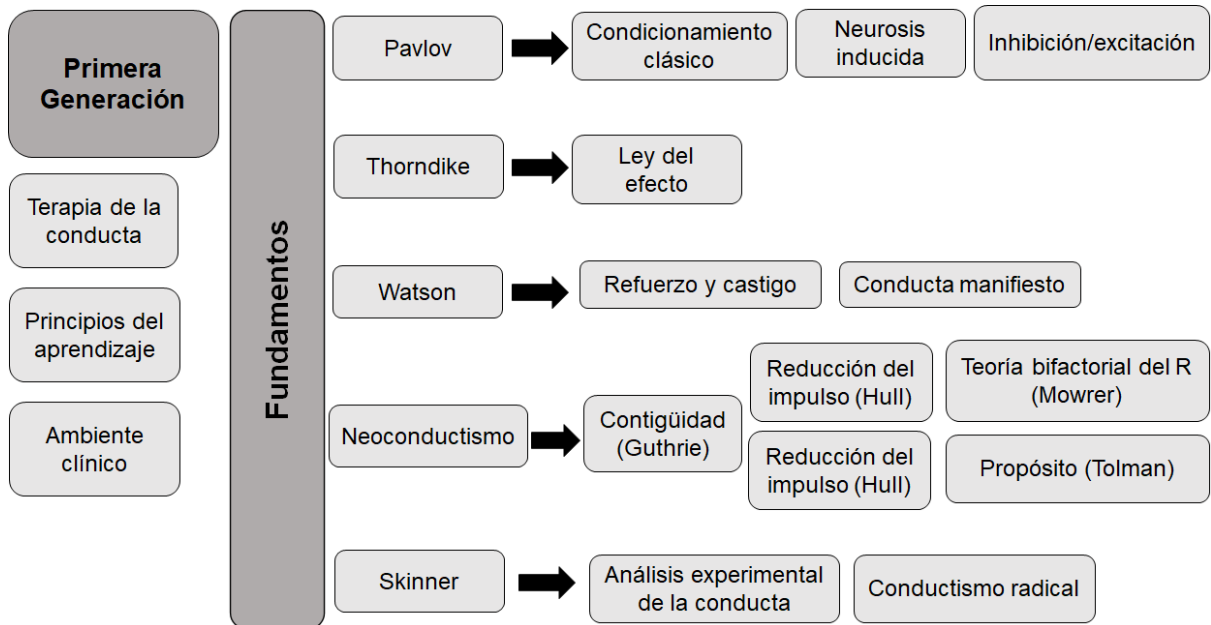 Primera
Generación
Terapia de la
conducta
Principios del
aprendizaje
Ambiente
clínico
Fundamentos
Pavlov
Condicionamiento
clásico
Neurosis
inducida
Inhibición/excitación
Thorndike
Ley del
efecto
Watson
Refuerzo y castigo
Conducta manifiesto
Neoconductismo
Contigüidad
(Guthrie)
Reducción del
impulso (Hull)
Teoría bifactorial del R
(Mowrer)
Reducción del
impulso (Hull)
Propósito (Tolman)
Skinner
Análisis experimental
de la conducta
Conductismo radical